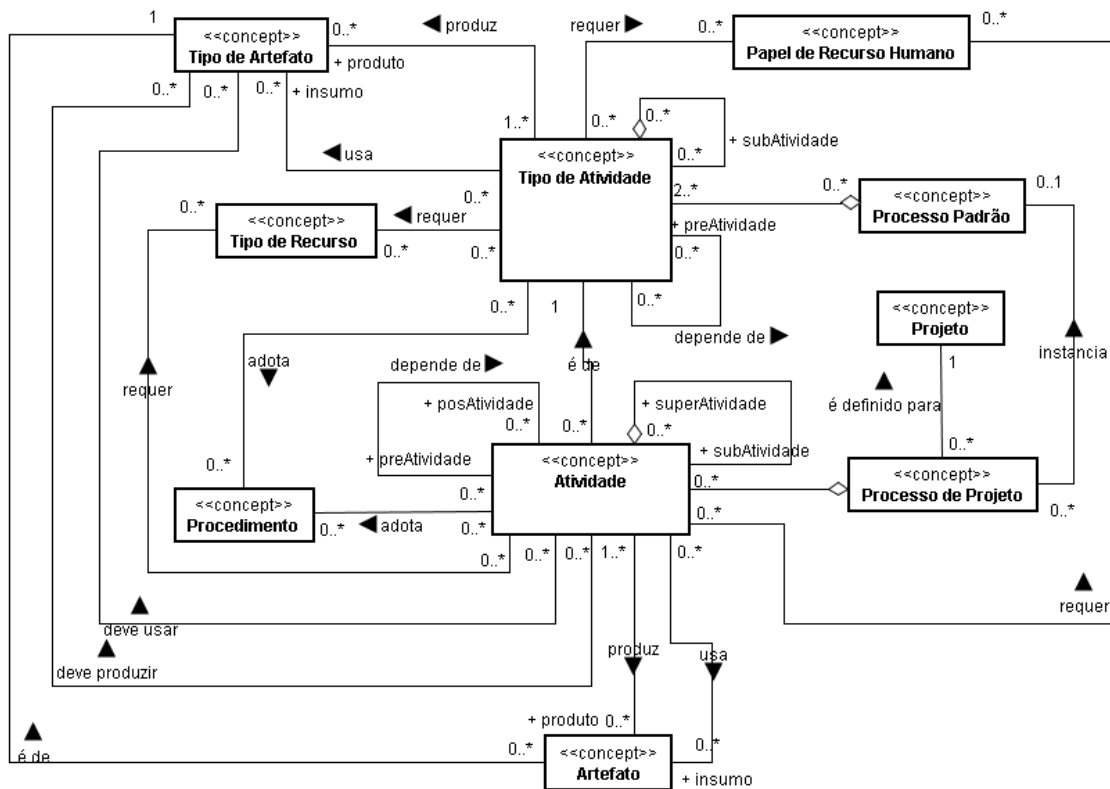 1
0..*
produz
requer
0..*
0..*
<<concept>>
Tipo de Artefato
<<concept>>
Papel de Recurso Humano
+ produto
0..*
0..*
0..*
+ insumo
1..*
0..*
0..*
0..*
+ subAtividade
usa
<<concept>>
Tipo de Atividade
2..*
0..*
<<concept>>
Processo Padrão
0..1
0..*
<<concept>>
Tipo de Recurso
requer
0..*
0..*
0..*
+ preAtividade
0..*
0..*
depende de
0..*
1
<<concept>>
Projeto
1
instancia
requer
adota
depende de
é de
é definido para
+ posAtividade
0..*
0..*
+ superAtividade
0..*
0..*
+ preAtividade
<<concept>>
Atividade
+ subAtividade
<<concept>>
Processo de Projeto
0..*
0..*
0..*
0..*
<<concept>>
Procedimento
0..*
adota
0..*
0..*
0..*
0..*
0..*
1..*
0..*
requer
deve usar
deve produzir
produz
usa
+ produto
0..*
é de
0..*
<<concept>>
Artefato
0..*
+ insumo